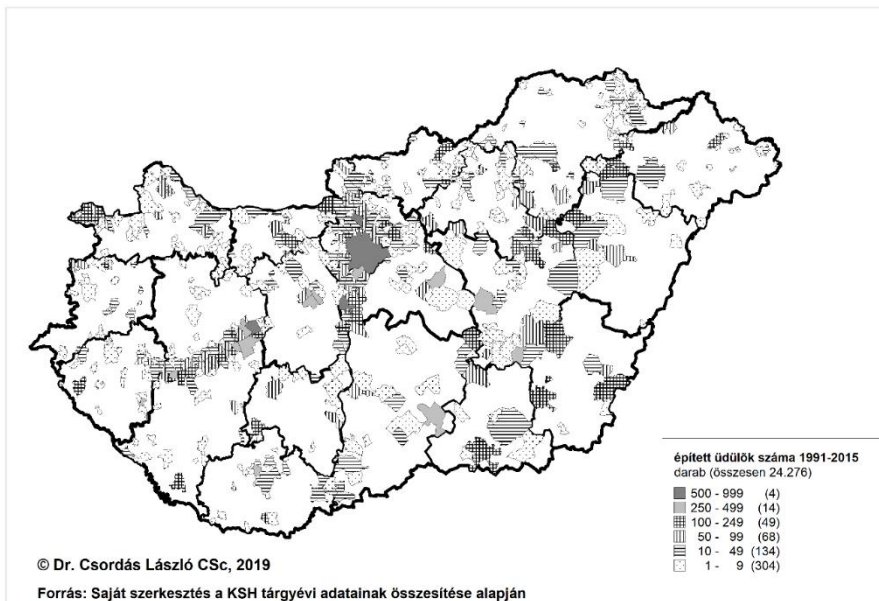 épített üdülők száma 1991-2015
darab (összesen 24.276)
500 - 999 (4)
250 - 499 (14)
100 - 249 (49)
50 - 99 (68)
10 - 49 (134)
1 - 9 (304)
© Dr. Csordás László CSc, 2019
Forrás: Saját szerkesztés a KSH tárgyévi adatainak összesítése alapján